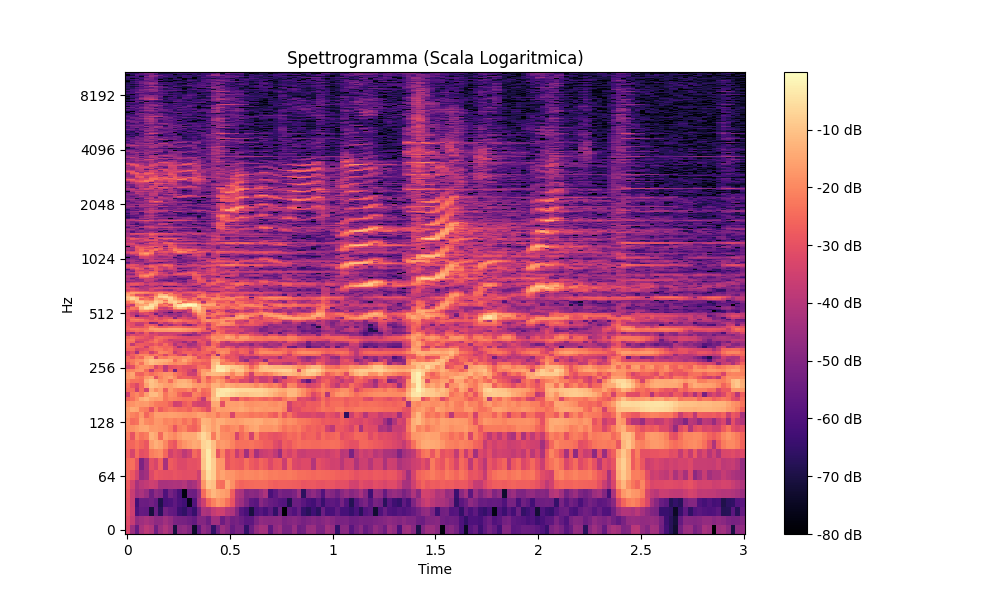 Spettrogramma (Scala Logaritmica)
Hz
8192
4096
2048
1024
512
256
128
64
0
0
0.5
1
1.5
2
2.5
3
Time
-10 dB
-20 dB
-30 dB
-40 dB
-50 dB
-60 dB
-70 dB
-80 dB